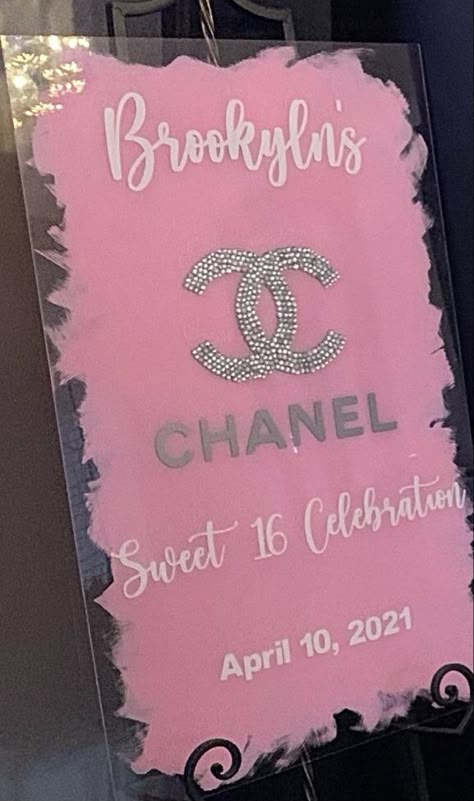 Brookyln's
CHANEL
Sweet 16 Celebration
April 10, 2021